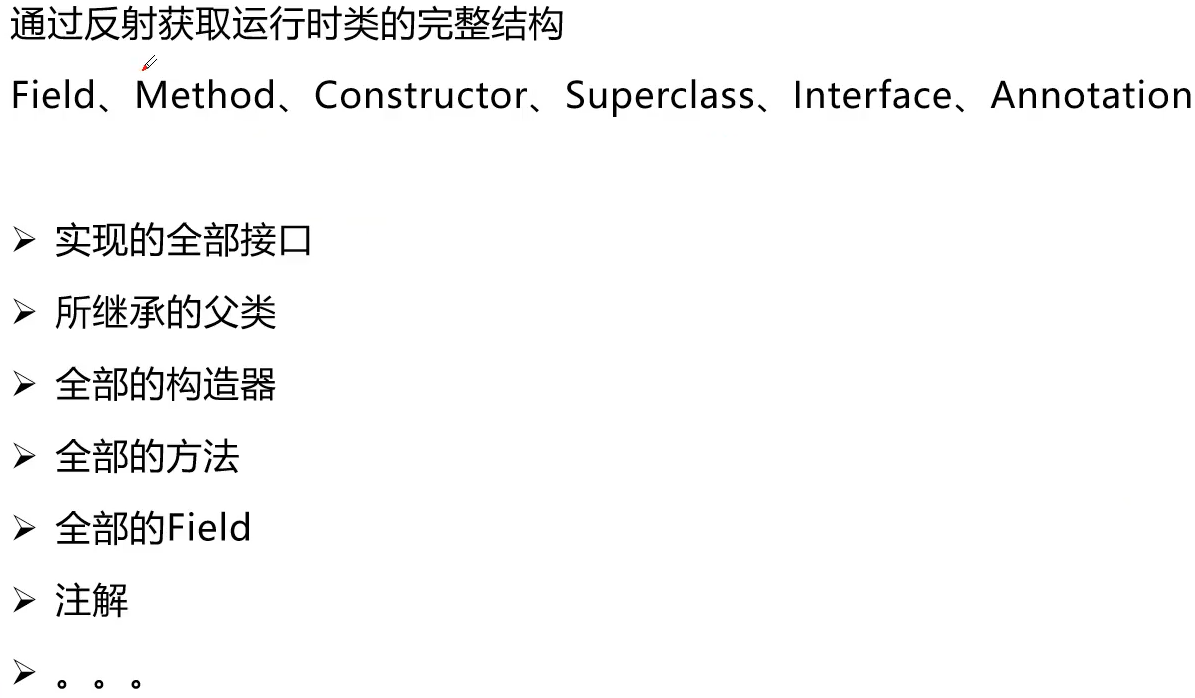 通过反射获取运行时类的完整结构
Field、Method、Constructor、Superclass、Interface、Annotation
➢ 实现的全部接口
➢ 所继承的父类
➢ 全部的构造器
➢ 全部的方法
➢ 全部的Field
➢ 注解
➢ 。。。